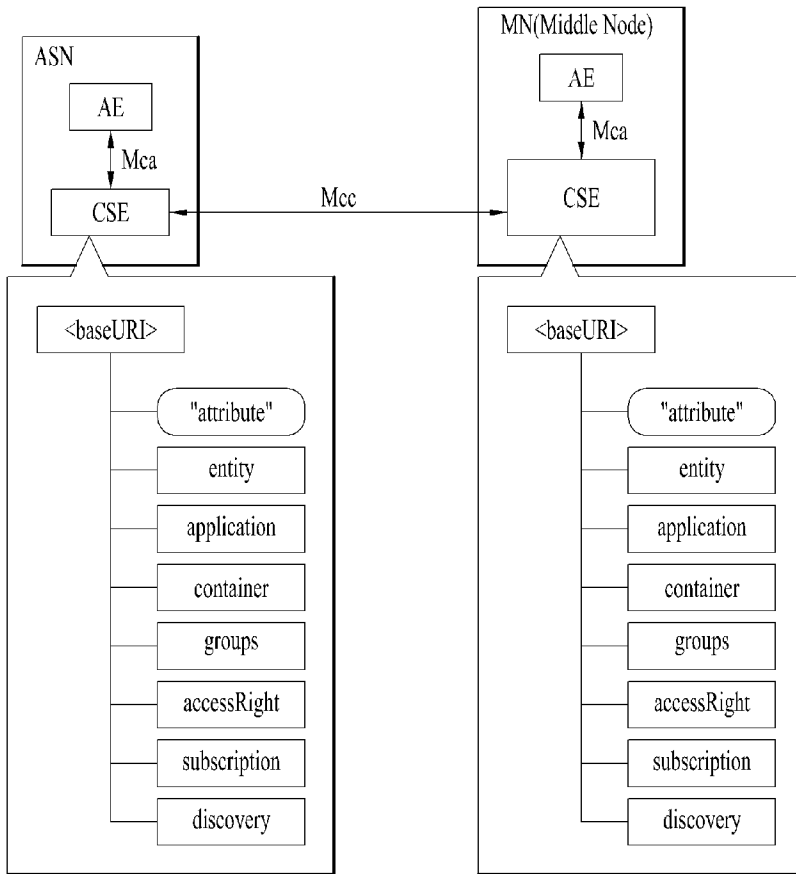 ASN
AE
Mca
CSE
Mcc
MN(Middle Node)
AE
Mca
CSE
<baseURI>
"attribute"
entity
application
container
groups
accessRight
subscription
discovery
<baseURI>
"attribute"
entity
application
container
groups
accessRight
subscription
discovery